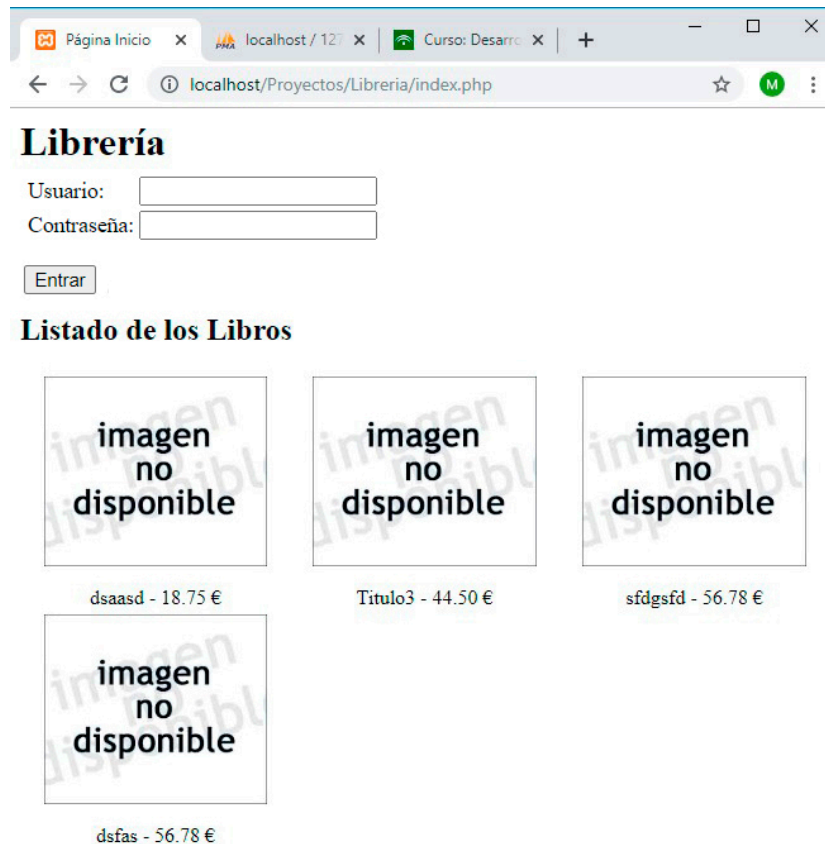 Página Inicio
localhost / 127
Curso: Desarro
localhost/Proyectos/Libreria/index.php
M
Librería
Usuario:
Contraseña:
Entrar
Listado de los Libros
imagen
no
disponible
imagen
no
disponible
imagen
no
disponible
dsaasd - 18.75 €
Titulo3 - 44.50 €
sfdgsfd - 56.78 €
imagen
no
disponible
dsfas - 56.78 €